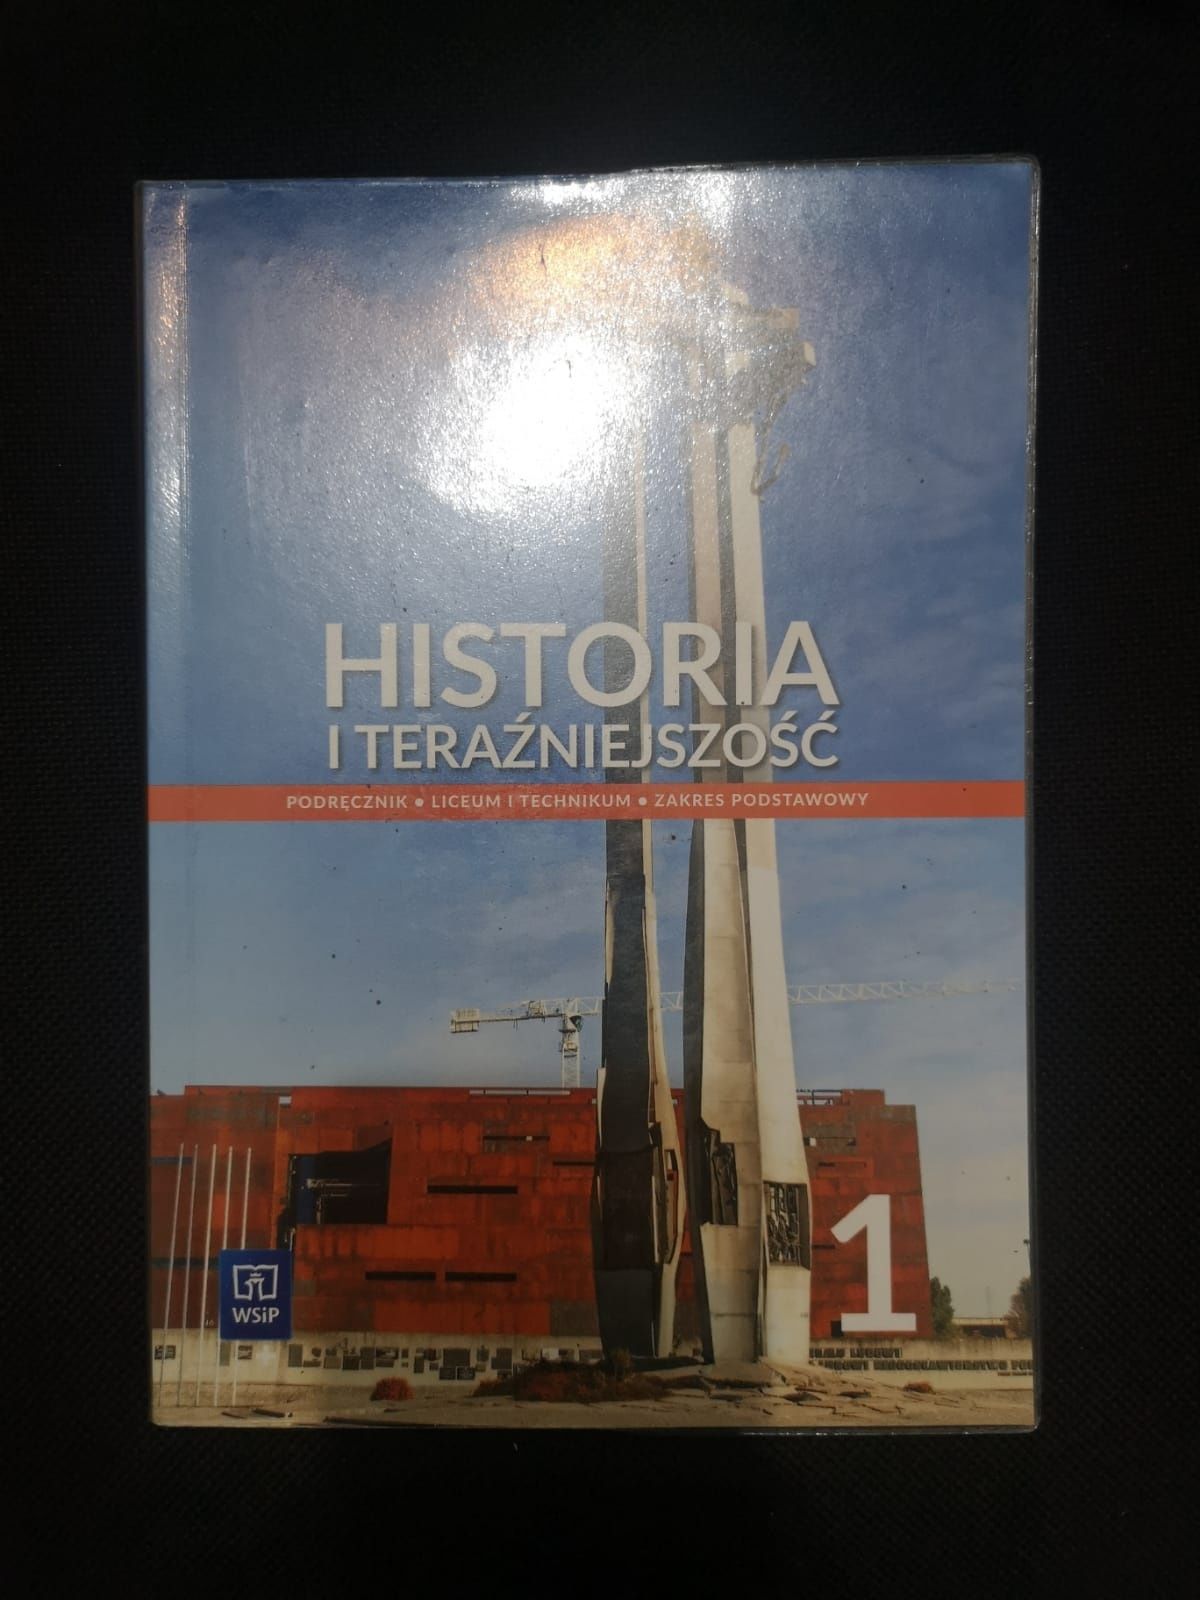 HISTORIA
I TERAŹNIEJSZOŚĆ
PODRĘCZNIK • LICEUM I TECHNIKUM • ZAKRES PODSTAWOWY
1
WSiP